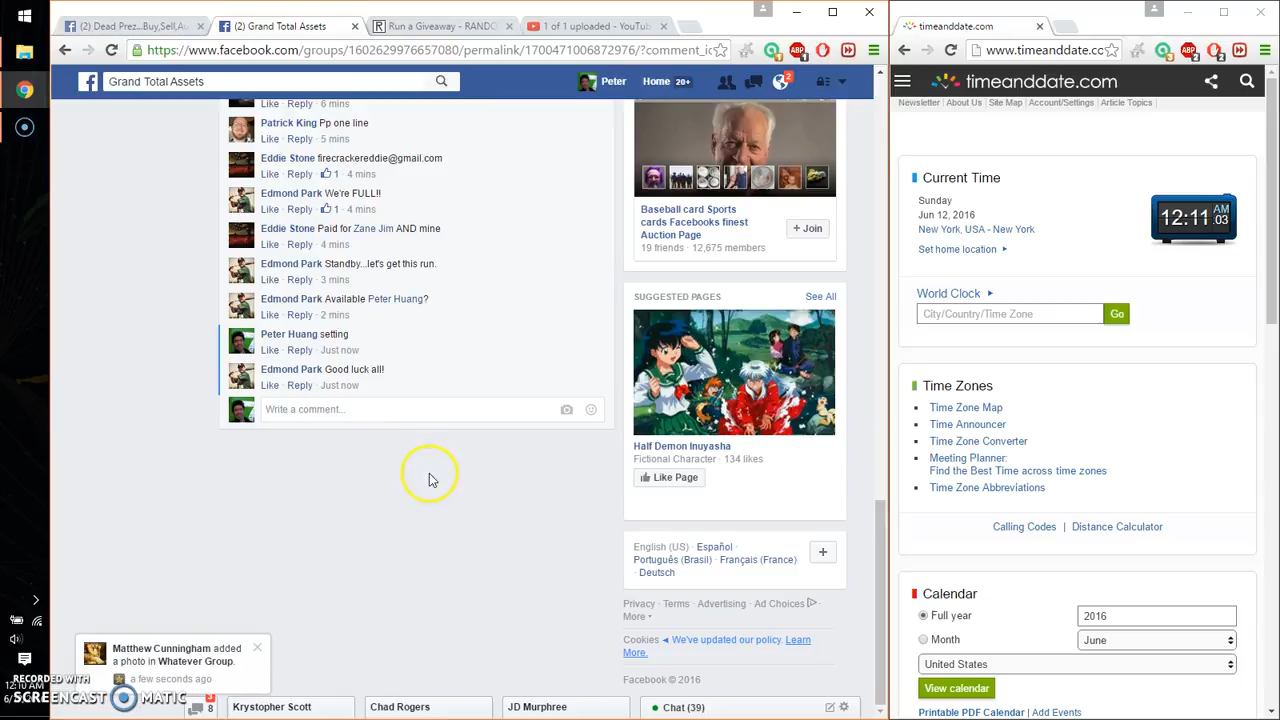 (2) Dead Prez...Buy,Sell,Au
(2) Grand Total Assets
Run a Giveaway - RANDO
1 of 1 uploaded - YouTube
timeanddate.com
https://www.facebook.com/groups/1602629976657080/permalink/1700471006872976/?comment_id
www.timeanddate.cc
Grand Total Assets
Peter
Home 20+
2
timeanddate.com
Newsletter
About Us
Site Map
Account/Settings
Article Topics
Like · Reply · 6 mins
Patrick King Pp one line
Like · Reply · 5 mins
Eddie Stone firecrackereddie@gmail.com
Like · Reply · 1 · 4 mins
Edmond Park We're FULL!!
Like · Reply · 1 · 4 mins
Eddie Stone Paid for Zane Jim AND mine
Like · Reply · 4 mins
Edmond Park Standby...let's get this run.
Like · Reply · 3 mins
Edmond Park Available Peter Huang?
Like · Reply · 2 mins
Peter Huang setting
Like · Reply · Just now
Edmond Park Good luck all!
Like · Reply · Just now
Write a comment...
Baseball card Sports
cards Facebooks finest
Auction Page
19 friends · 12,675 members
+ Join
SUGGESTED PAGES
See All
Half Demon Inuyasha
Fictional Character · 134 likes
Like Page
English (US) · Español ·
Português (Brasil) · Français (France)
· Deutsch
+
Privacy · Terms · Advertising · Ad Choices ·
More
Cookies ◄ We've updated our policy. Learn
More.
Facebook © 2016
Current Time
Sunday
Jun 12, 2016
New York, USA - New York
Set home location
12:11 AM 03
World Clock
City/Country/Time Zone
Go
Time Zones
Time Zone Map
Time Announcer
Time Zone Converter
Meeting Planner:
Find the Best Time across time zones
Time Zone Abbreviations
Calling Codes | Distance Calculator
Calendar
Full year
2016
Month
June
United States
View calendar
Printable PDF Calendar | Add Events
Matthew Cunningham added
a photo in Whatever Group.
a few seconds ago
RECORDED WITH
SCREENCAST MATIC
12:10 AM
3
8
Krystopher Scott
Chad Rogers
JD Murphree
Chat (39)